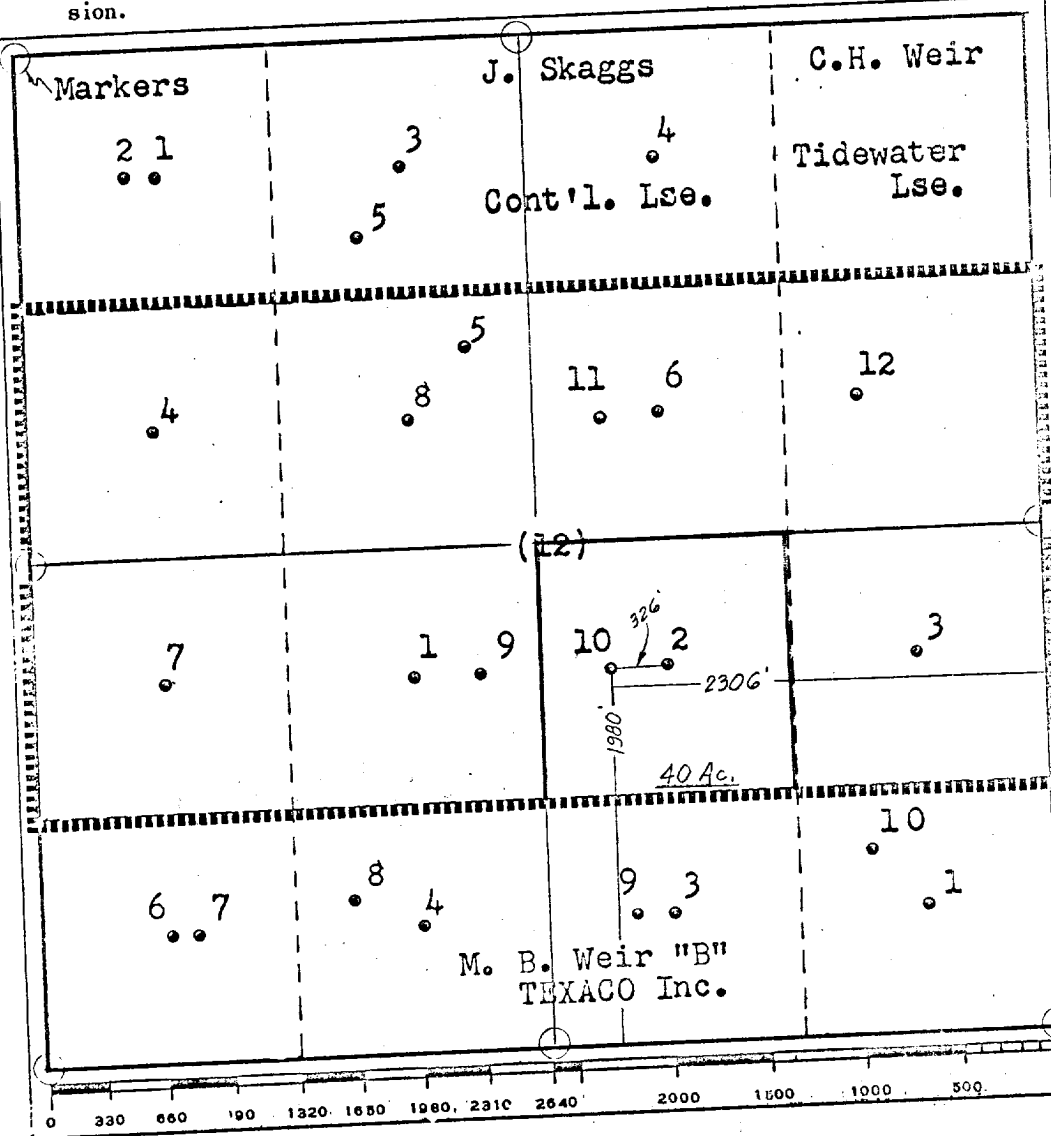 sion.
Markers
J. Skaggs
C.H. Weir
2 1
3
4
Tidewater
Lse.
5
Cont'l. Lse.
5
4
8
11 6
12
(12)
326'
7
1 9
10 2
3
2306'
1980'
40 Ac.
10
6 7
8
4
9 3
1
M. B. Weir "B"
TEXACO Inc.
0 330 660 990 1320 1650 1980 2310 2640 2000 1500 1000 500